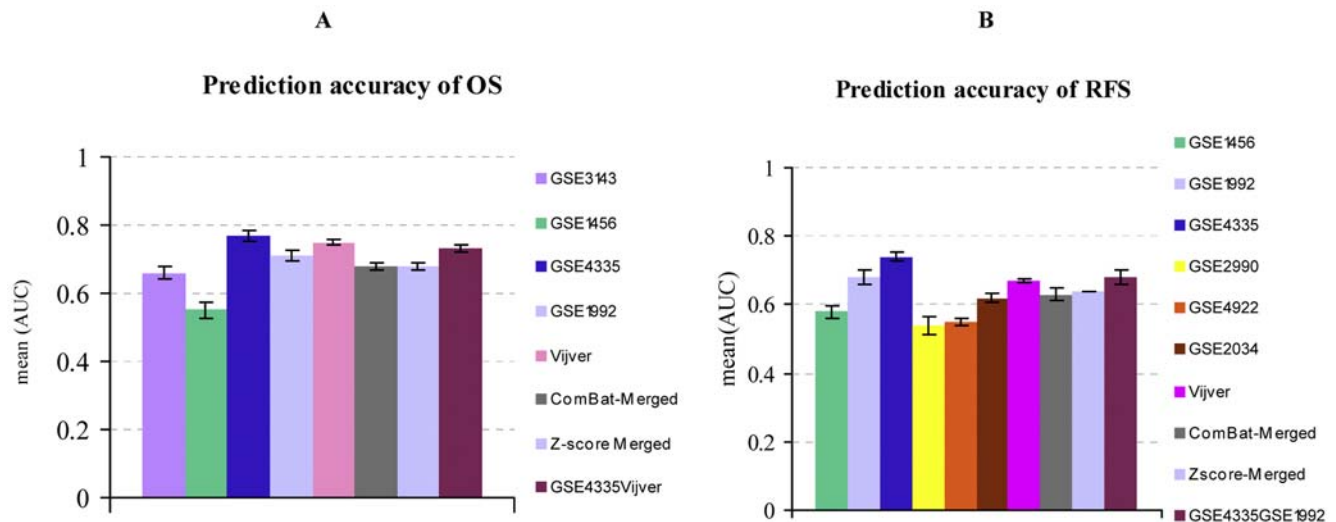 A
Prediction accuracy of OS
mean (AUC)
1
0.8
0.6
0.4
0.2
0
GSE3143
GSE1456
GSE4335
GSE1992
Vijver
ComBat-Merged
Z-score Merged
GSE4335Vijver
B
Prediction accuracy of RFS
mean(AUC)
1
0.8
0.6
0.4
0.2
0
GSE1456
GSE1992
GSE4335
GSE2990
GSE4922
GSE2034
Vijver
ComBat-Merged
Zscore-Merged
GSE4335GSE1992